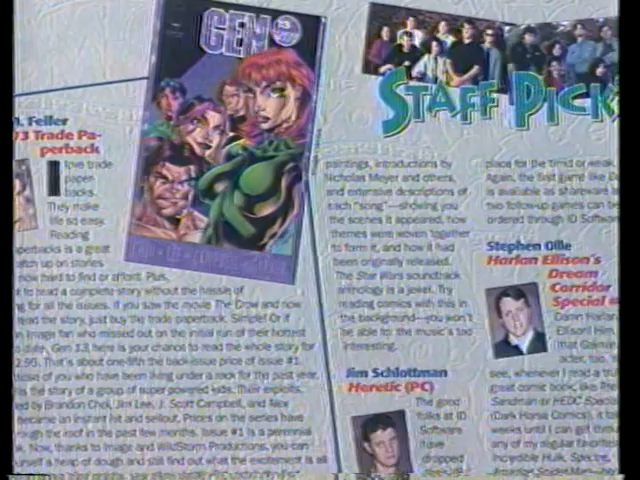 GEN 13
STAFF PICK
. Feller
13 Trade Pa-
perback
I love trade
paper-
backs.
They make
life so easy.
Reading
paperbacks is a great
catch up on stories
now hard to find or afford. Plus,
t to read a complete story without the hassle of
ng for all the issues. If you saw the movie The Crow and now
read the story, just buy the trade paperback. Simple! Or if
n Image fan who missed out on the initial run of their hottest
date, Gen 13, here is your chance to read the whole story for
2.95. That's about one-fifth the back-issue price of issue #1.
those of you who have been living under a rock for the past year,
is the story of a group of super powered kids. Their exploits,
ed by Brandon Choi, Jim Lee, J. Scott Campbell, and
became an instant hit and sellout. Prices on the series have
rough the roof in the past few months. Issue #1 is a perennial
k. Now, thanks to Image and WildStorm Productions, you can
urself a heap of dough and still find out what the excitement is all
paintings, introductions by
Nicholas Meyer and others,
and extensive descriptions of
each "song"—showing you
the scenes it appeared, how
themes were woven together
to form it, and how it had
been originally released.
The Star Wars soundtrack
anthology is a jewel. Try
reading comics with this in
the background—you won't
be able to; the music's too
interesting.
Jim Schlottman
Heretic (PC)
The good
folks at ID
Software
have
dropped
place for the timid or weak.
Again, the first game like
is available as shareware
two follow-up games can be
ordered through ID Software
Stephen Olle
Harlan Ellison's
Dream
Corridor
Special #
Damn Harlan
Ellison! Him,
that Gaiman
acter, too.
see, whenever I read a
great comic book, like
Sandman or HEDC Special
(Dark Horse Comics), it
weeks until I can get
any of my regular favorites
Incredible Hulk, Spectre,